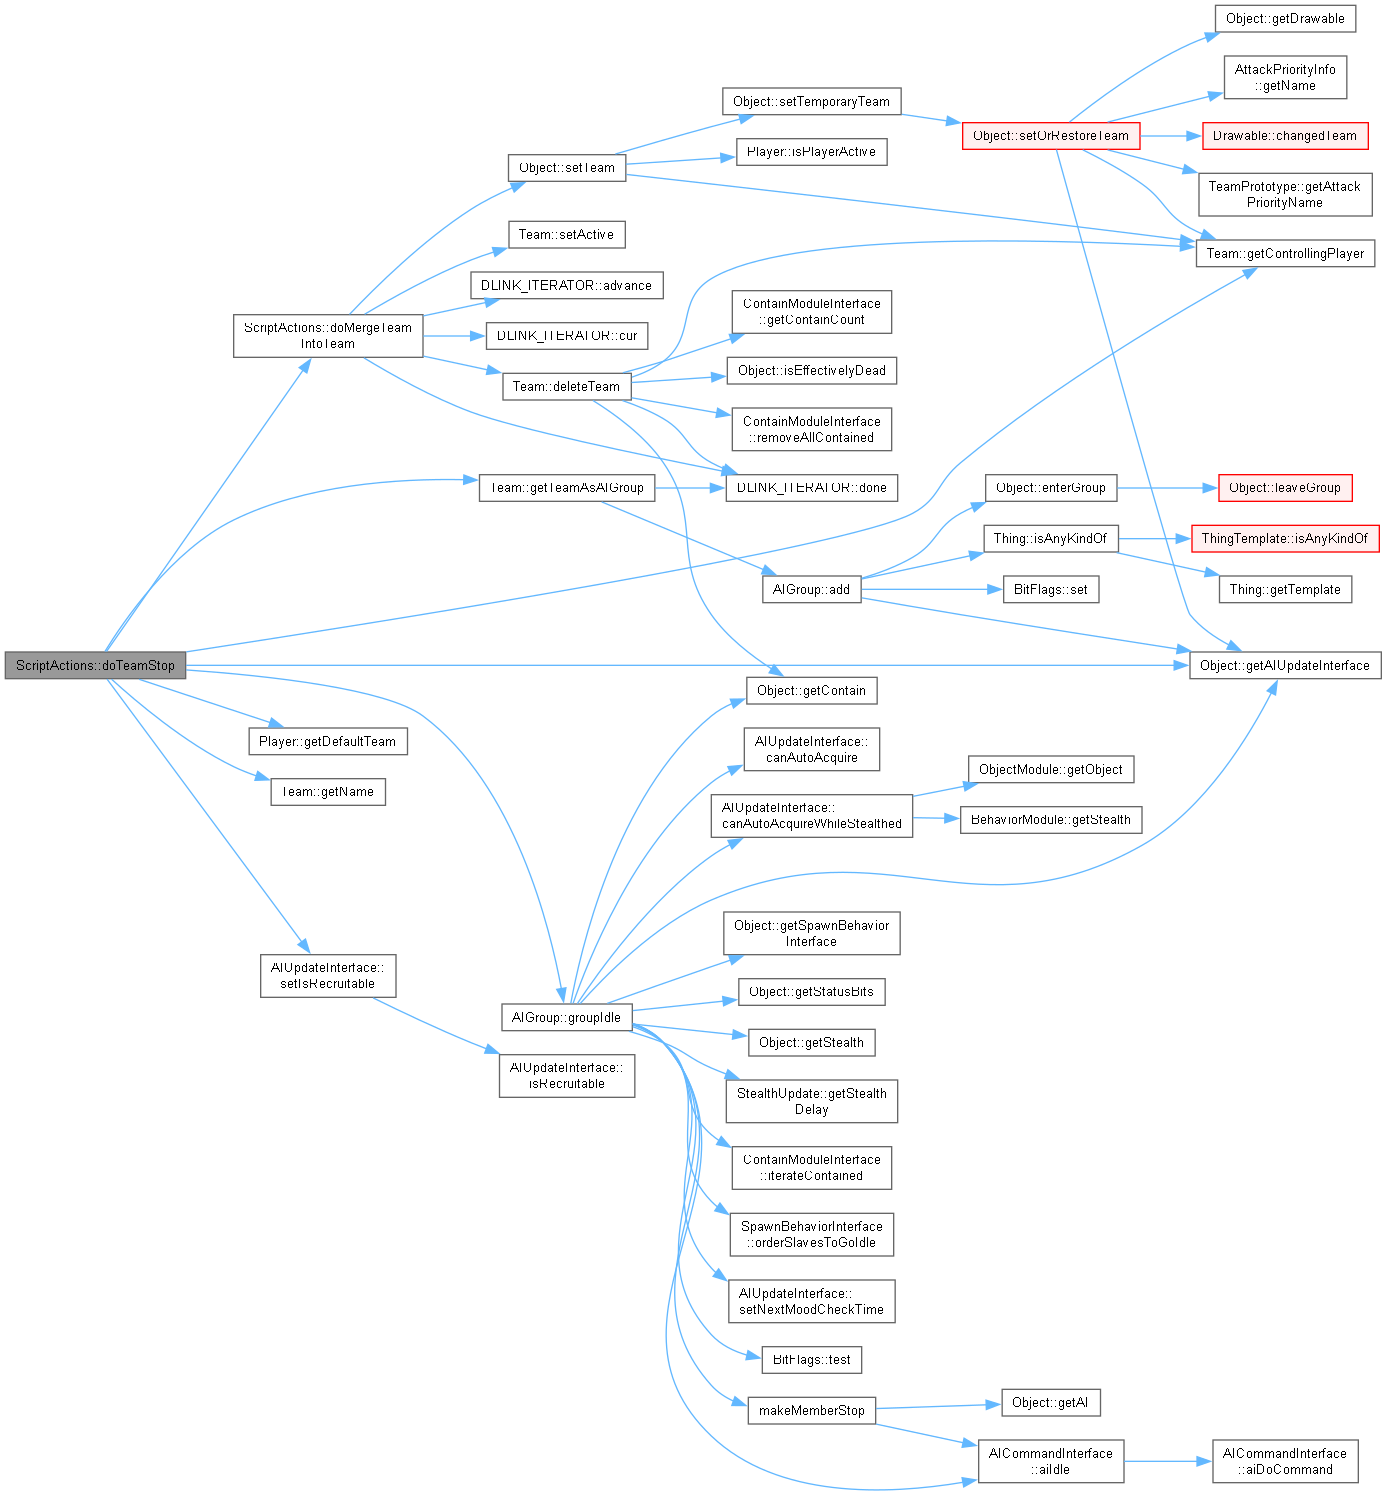 Object::getDrawable
AttackPriorityInfo
::getName
Object::setTemporaryTeam
Object::setOrRestoreTeam
Drawable::changedTeam
Player::isPlayerActive
Object::setTeam
TeamPrototype::getAttack
PriorityName
Team::setActive
Team::getControllingPlayer
DLINK_ITERATOR::advance
ContainModuleInterface
::getContainCount
ScriptActions::doMergeTeam
IntoTeam
DLINK_ITERATOR::cur
Object::isEffectivelyDead
Team::deleteTeam
ContainModuleInterface
::removeAllContained
Team::getTeamAsAIGroup
DLINK_ITERATOR::done
Object::enterGroup
Object::leaveGroup
Thing::isAnyKindOf
ThingTemplate::isAnyKindOf
AIGroup::add
BitFlags::set
Thing::getTemplate
ScriptActions::doTeamStop
Object::getAIUpdateInterface
Object::getContain
Player::getDefaultTeam
AIUpdateInterface::
canAutoAcquire
ObjectModule::getObject
Team::getName
AIUpdateInterface::
canAutoAcquireWhileStealthed
BehaviorModule::getStealth
Object::getSpawnBehavior
Interface
AIUpdateInterface::
setIsRecruitable
Object::getStatusBits
AIGroup::groupIdle
Object::getStealth
AIUpdateInterface::
isRecruitable
StealthUpdate::getStealth
Delay
ContainModuleInterface
::iterateContained
SpawnBehaviorInterface
::orderSlavesToGoIdle
AIUpdateInterface::
setNextMoodCheckTime
BitFlags::test
makeMemberStop
Object::getAI
AICommandInterface
::aiIdle
AICommandInterface
::aiDoCommand